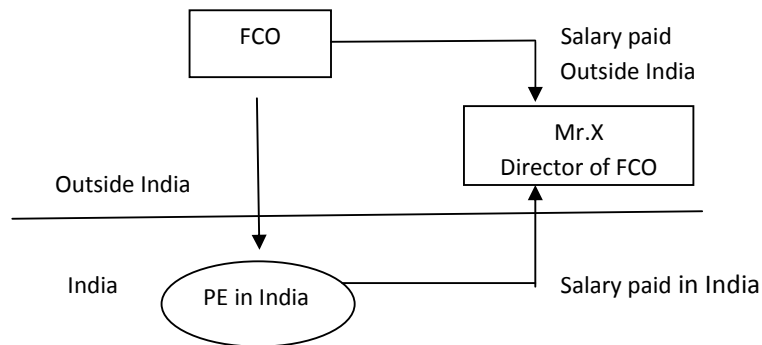 FCO
Salary paid
Outside India
Mr.X
Director of FCO
Outside India
India
PE in India
Salary paid in India